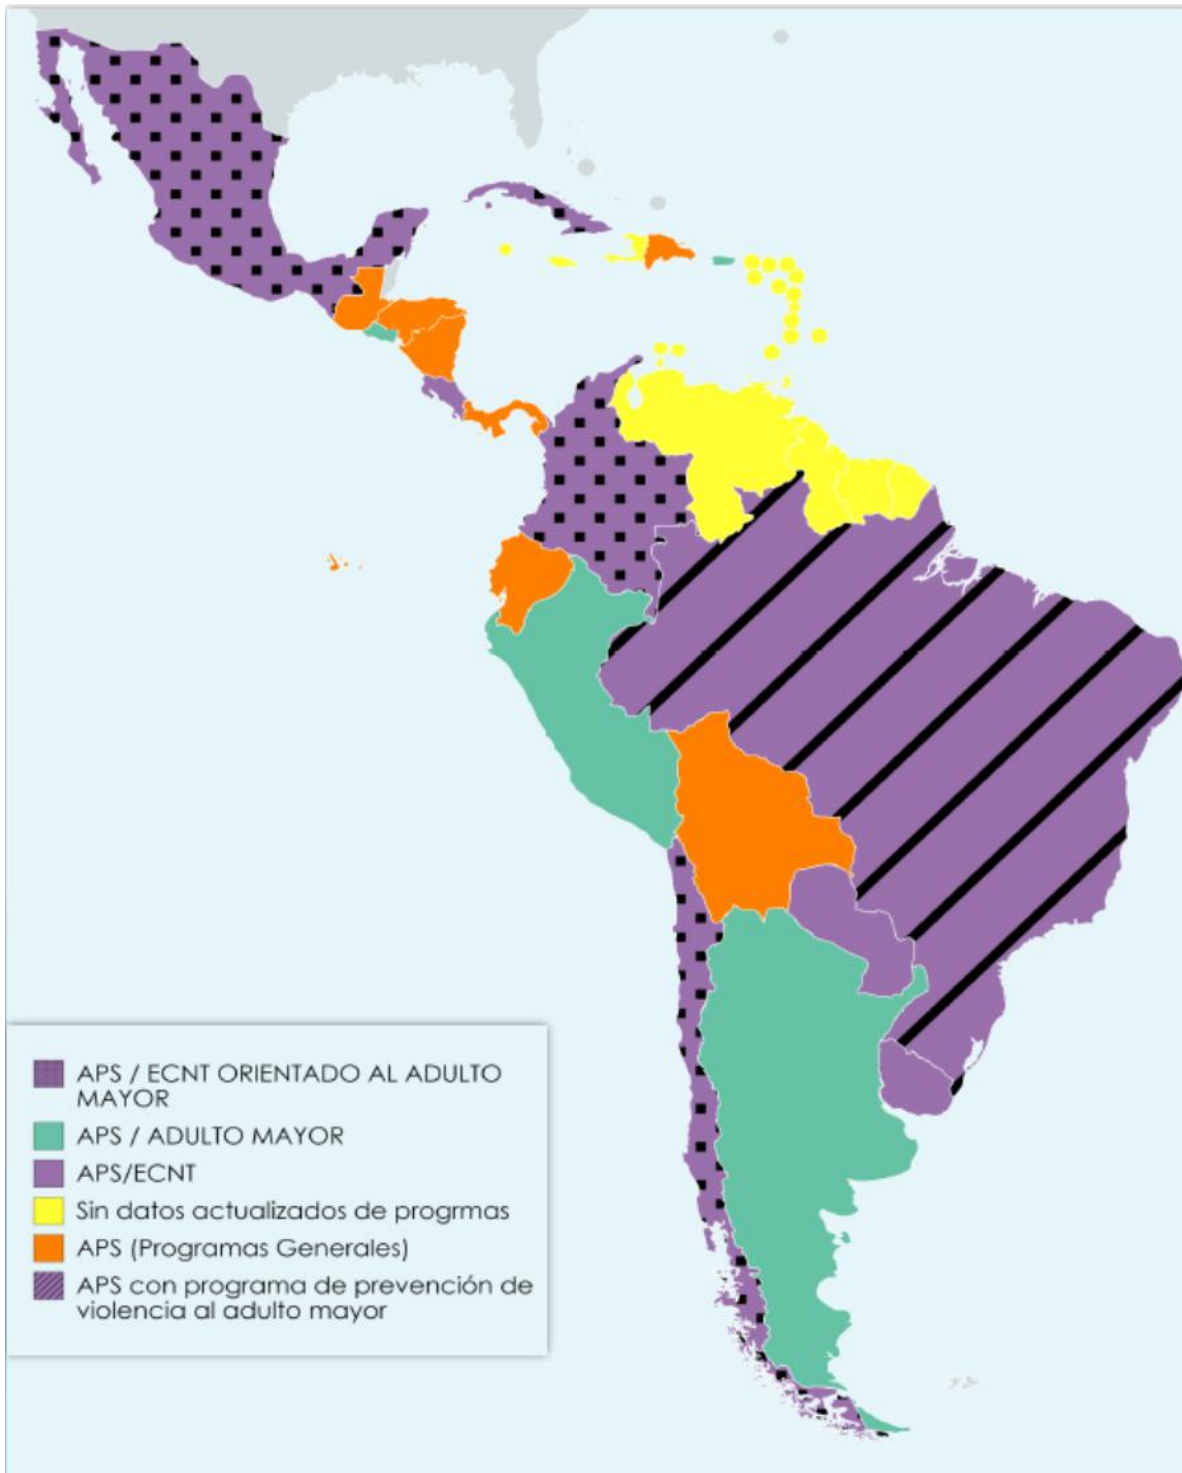 APS / ECNT ORIENTADO AL ADULTO
MAYOR
APS / ADULTO MAYOR
APS/ECNT
Sin datos actualizados de progrmas
APS (Programas Generales)
APS con programa de prevención de
violencia al adulto mayor